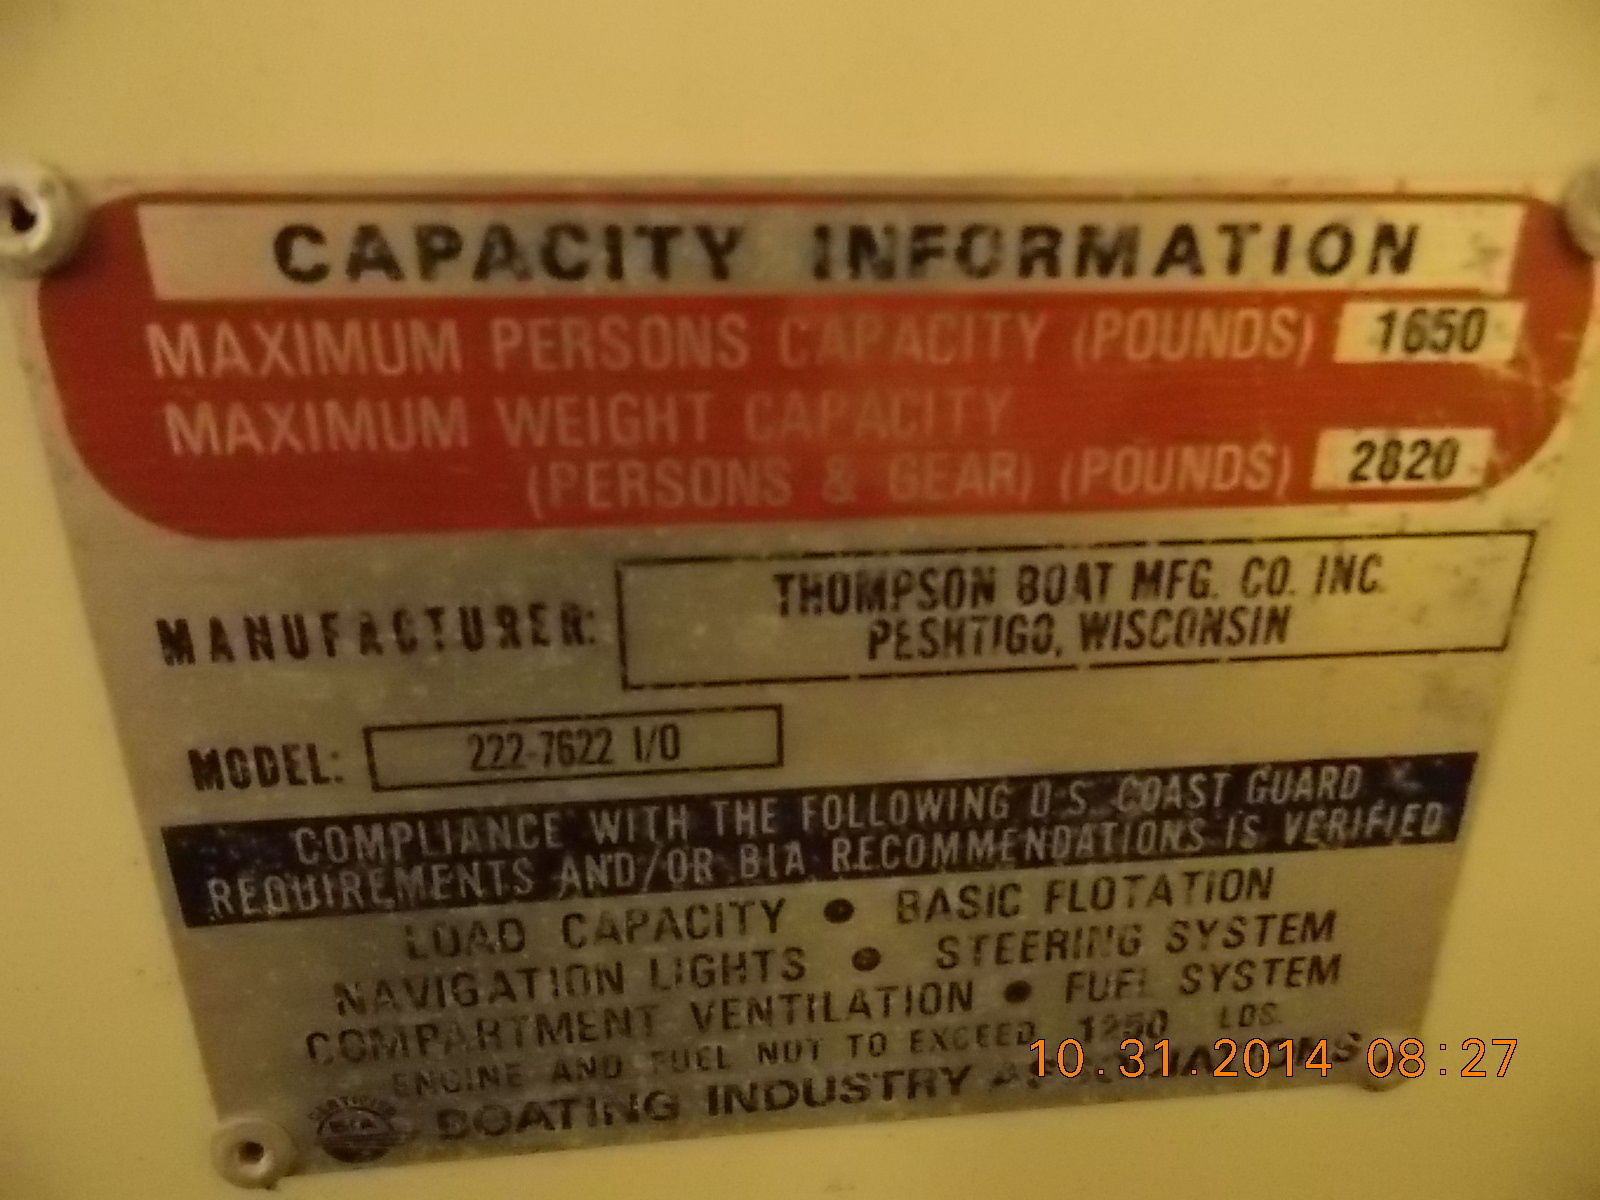 CAPACITY INFORMATION
MAXIMUM PERSONS CAPACITY (POUNDS) 1650
MAXIMUM WEIGHT CAPACITY
(PERSONS & GEAR) (POUNDS) 2820
MANUFACTURER: THOMPSON BOAT MFG. CO. INC.
PESHTIGO, WISCONSIN
MODEL: 222-7622 I/O
COMPLIANCE WITH THE FOLLOWING U.S. COAST GUARD
REQUIREMENTS AND/OR BIA RECOMMENDATIONS IS VERIFIED
LOAD CAPACITY ● BASIC FLOTATION
NAVIGATION LIGHTS ● STEERING SYSTEM
COMPARTMENT VENTILATION ● FUEL SYSTEM
ENGINE AND FUEL NOT TO EXCEED 1250 LBS.
BOATING INDUSTRY ASSOCIATIONS
CERTIFIED
BIA
10.31.2014 08:27